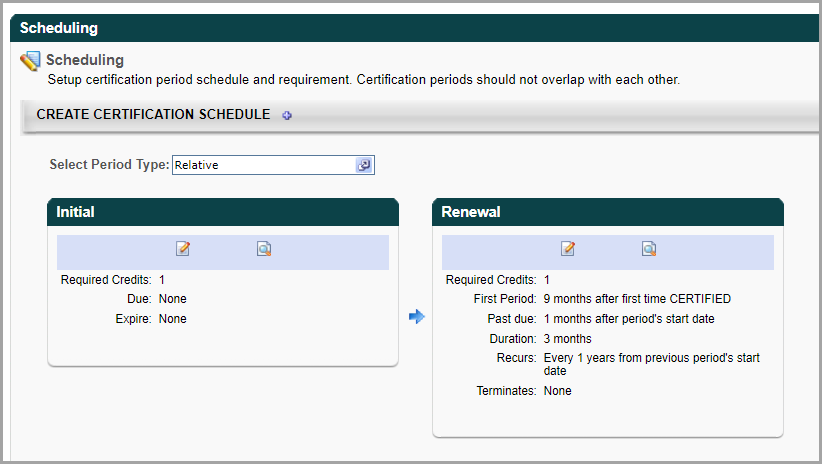 Scheduling
Scheduling
Setup certification period schedule and requirement. Certification periods should not overlap with each other.
CREATE CERTIFICATION SCHEDULE
Select Period Type: Relative
Initial
Required Credits: 1
Due: None
Expire: None
Renewal
Required Credits: 1
First Period: 9 months after first time CERTIFIED
Past due: 1 months after period's start date
Duration: 3 months
Recurs: Every 1 years from previous period's start
date
Terminates: None